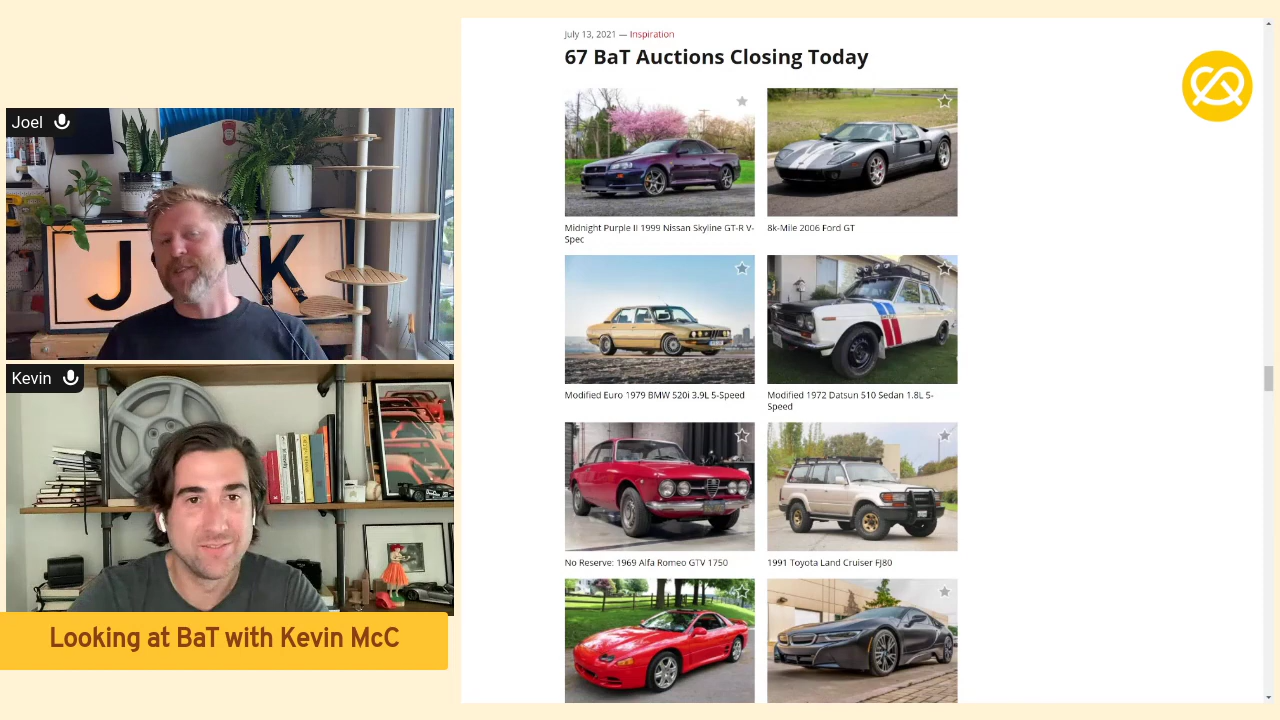 Joel
J K
Kevin
Looking at BaT with Kevin McC
July 13, 2021 — Inspiration
67 BaT Auctions Closing Today
Midnight Purple II 1999 Nissan Skyline GT-R V-
Spec
8k-Mile 2006 Ford GT
Modified Euro 1979 BMW 520i 3.9L 5-Speed
Modified 1972 Datsun 510 Sedan 1.8L 5-
Speed
No Reserve: 1969 Alfa Romeo GTV 1750
1991 Toyota Land Cruiser FJ80